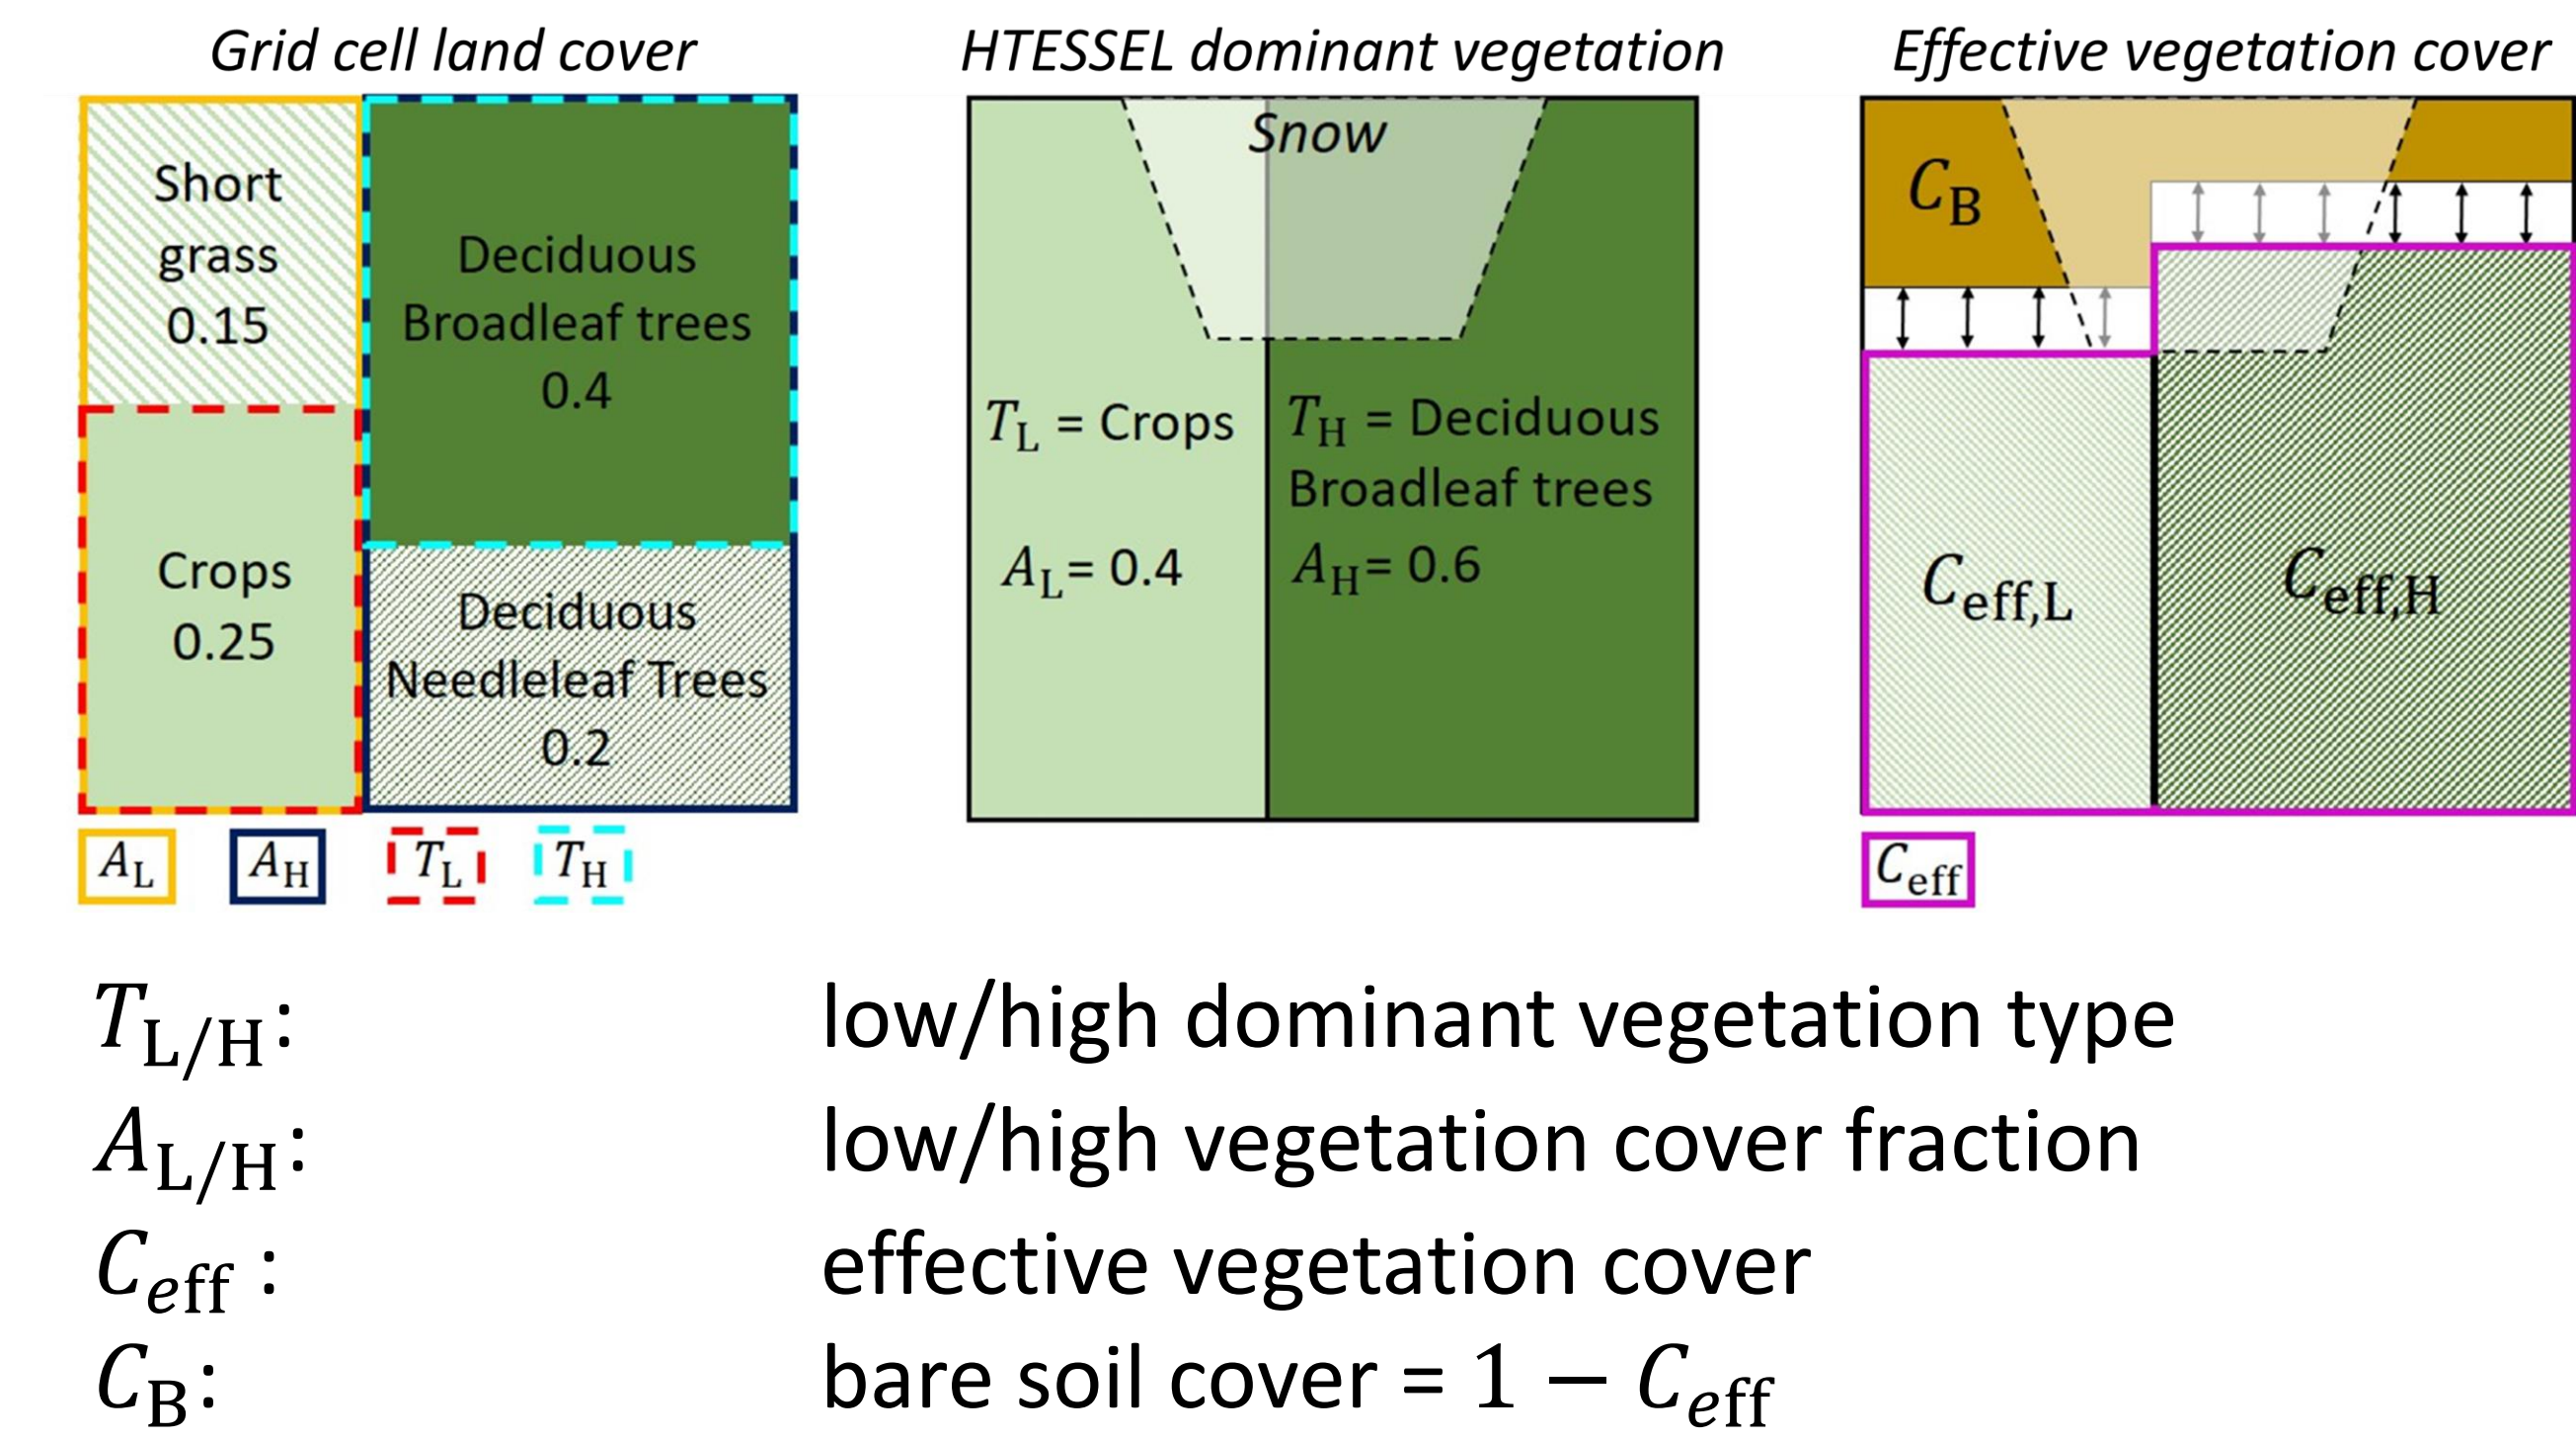 Grid cell land cover
Short
grass
0.15
Crops
0.25
Deciduous
Broadleaf trees
0.4
Deciduous
Needleleaf Trees
0.2
A_L A_H T_L T_H
HTESSEL dominant vegetation
Snow
T_L = Crops
A_L= 0.4
T_H = Deciduous
Broadleaf trees
A_H= 0.6
Effective vegetation cover
C_B
C_eff,L
C_eff,H
C_eff
T_L/H: low/high dominant vegetation type
A_L/H: low/high vegetation cover fraction
C_eff : effective vegetation cover
C_B: bare soil cover = 1 − C_eff